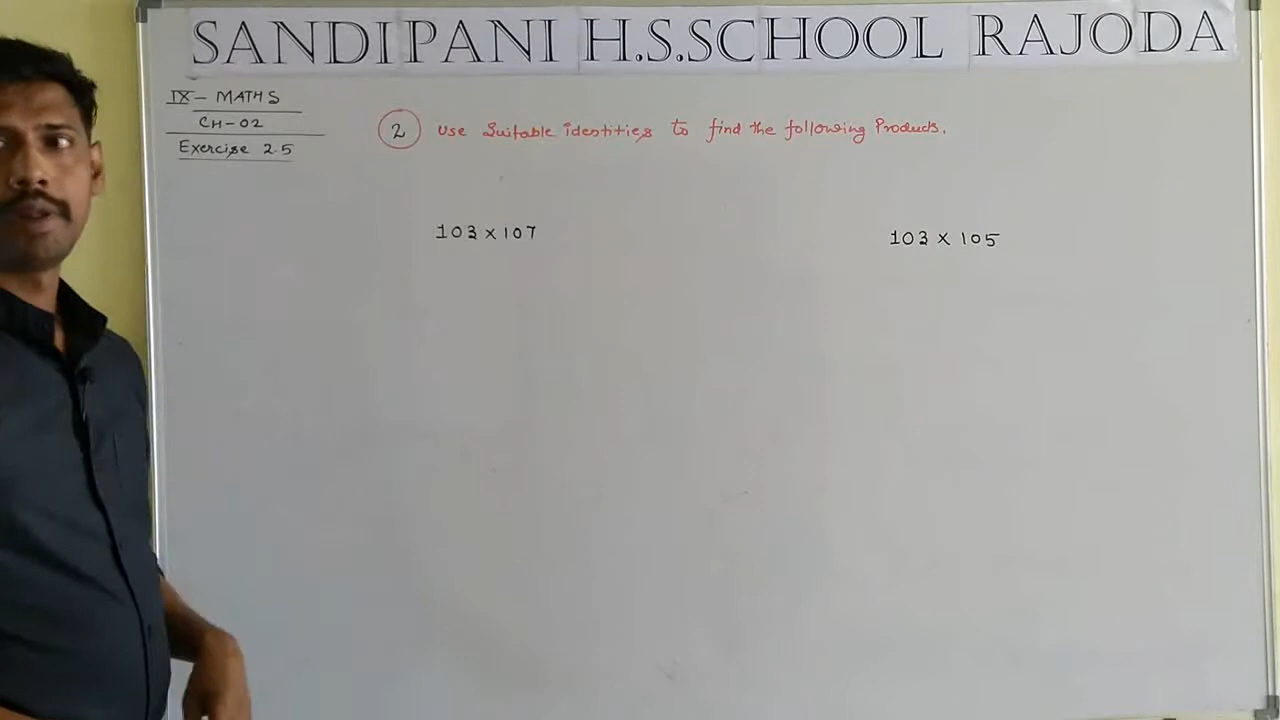 SANDIPANI H.S.SCHOOL RAJODA
IX - MATHS
CH-02
Exercise 2.5
2 Use Suitable identities to find the following Products.
103 x 107
103 x 105